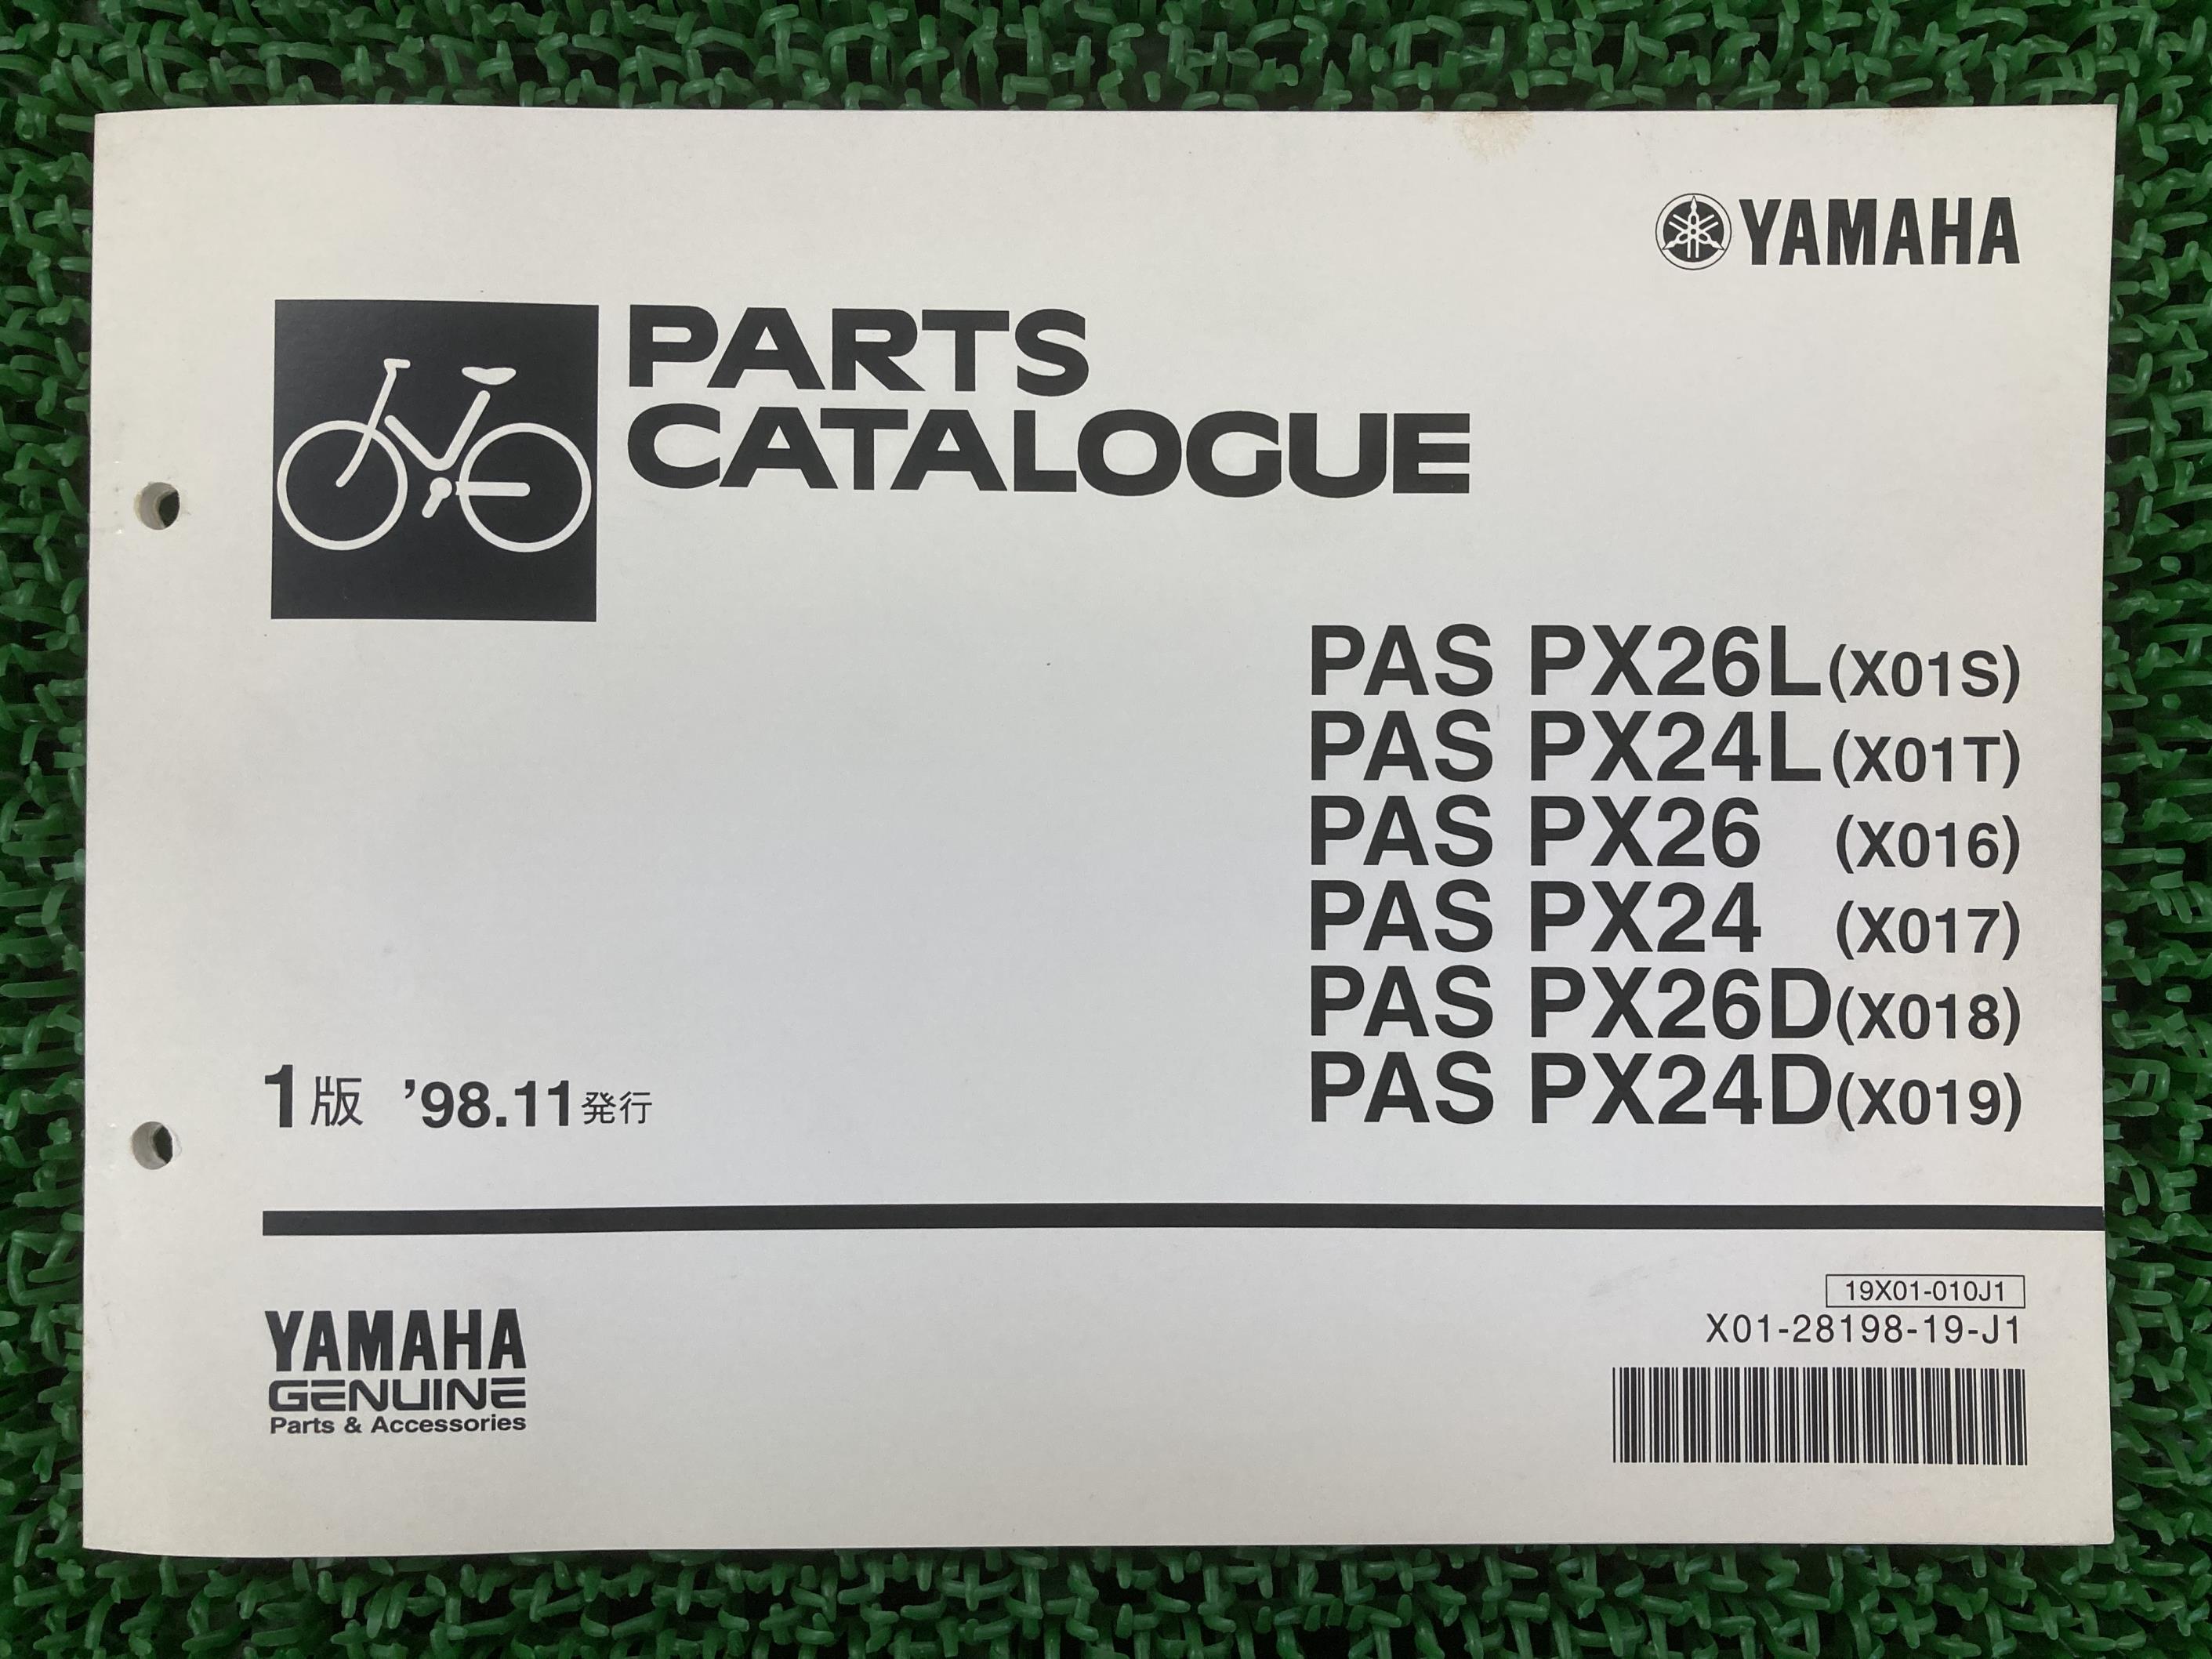 YAMAHA
PARTS
CATALOGUE
PAS PX26L(X01S)
PAS PX24L(X01T)
PAS PX26 (X016)
PAS PX24 (X017)
PAS PX26D(X018)
PAS PX24D(X019)
1版 '98.11発行
19X01-010J1
X01-28198-19-J1
YAMAHA
GENUINE
Parts & Accessories